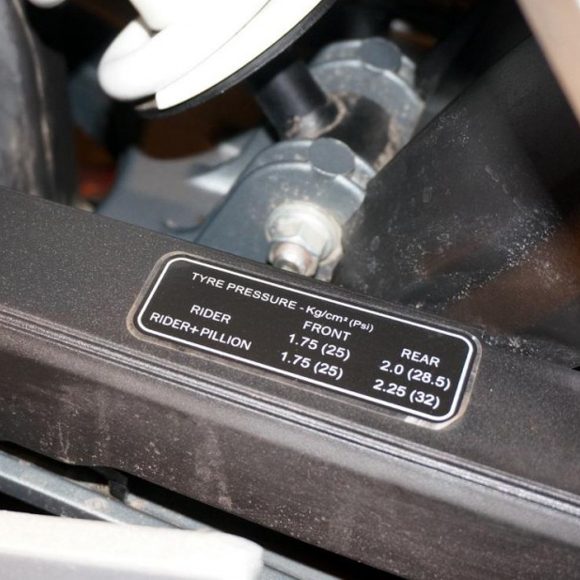 TYRE PRESSURE - Kg/cm² (Psi)
FRONT REAR
RIDER 1.75 (25) 2.0 (28.5)
RIDER+PILLION 1.75 (25) 2.25 (32)